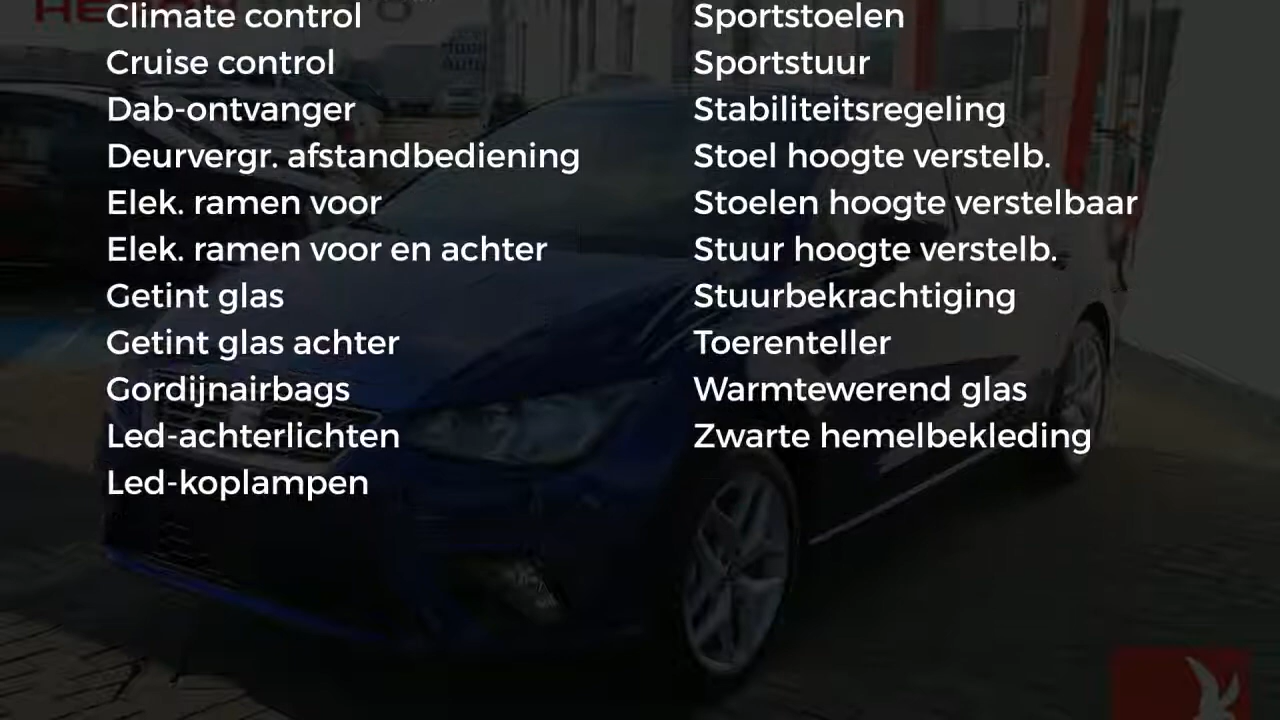 Climate control
Cruise control
Dab-ontvanger
Deurvergr. afstandbediening
Elek. ramen voor
Elek. ramen voor en achter
Getint glas
Getint glas achter
Gordijnairbags
Led-achterlichten
Led-koplampen
Sportstoelen
Sportstuur
Stabiliteitsregeling
Stoel hoogte verstelb.
Stoelen hoogte verstelbaar
Stuur hoogte verstelb.
Stuurbekrachtiging
Toerenteller
Warmtewerend glas
Zwarte hemelbekleding